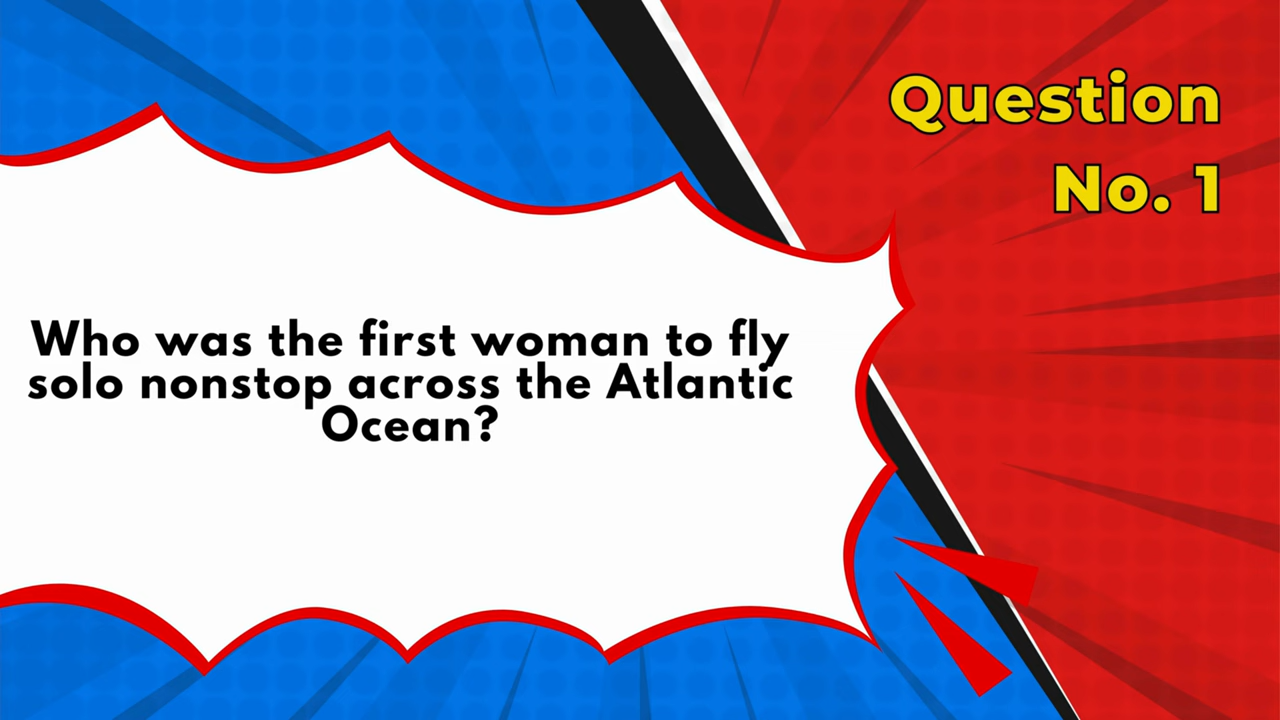 Question
No. 1
Who was the first woman to fly
solo nonstop across the Atlantic
Ocean?